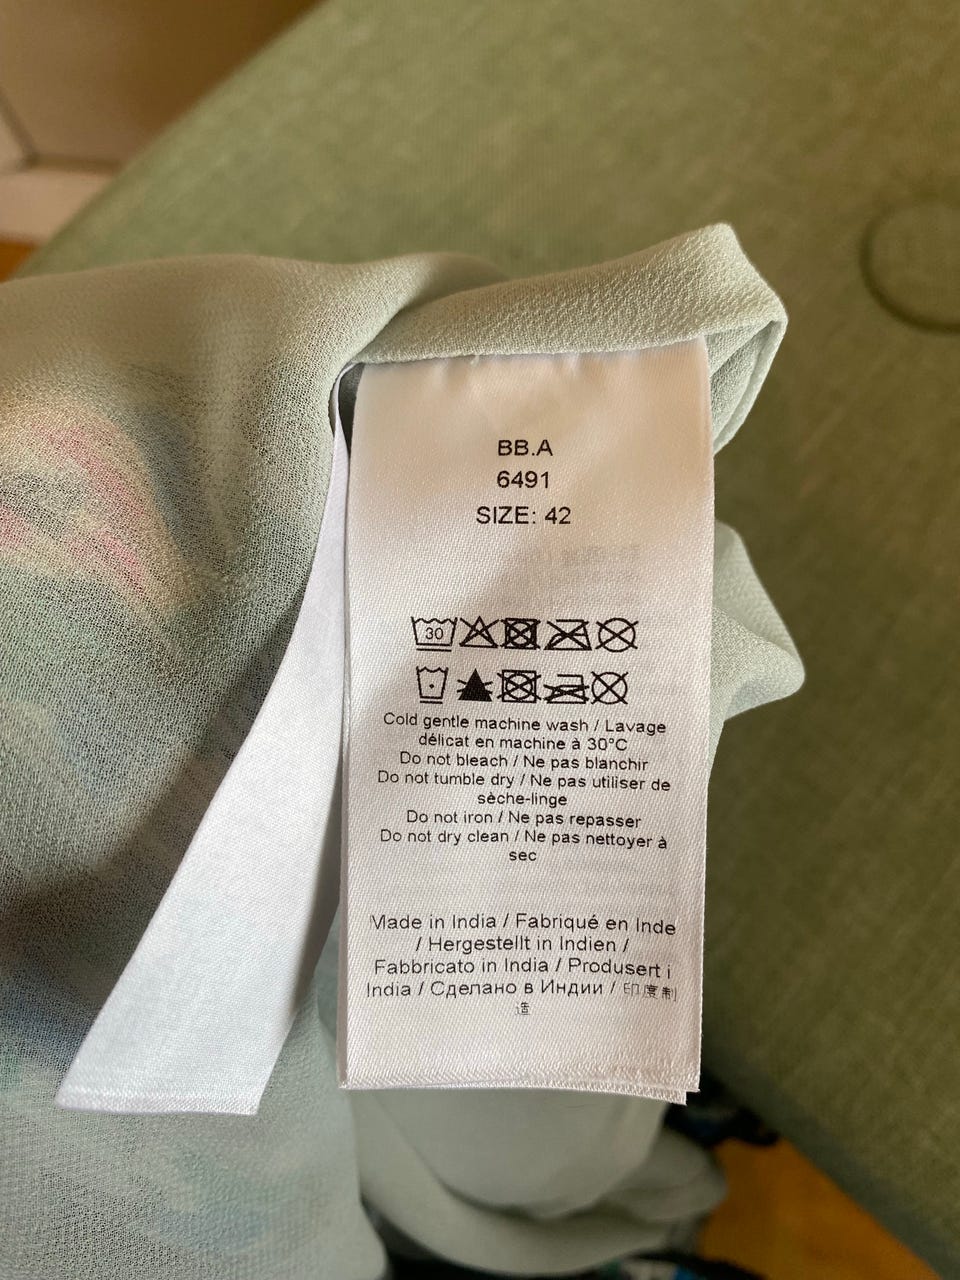 BB.A
6491
SIZE: 42
30
Cold gentle machine wash / Lavage
délicat en machine à 30°C
Do not bleach / Ne pas blanchir
Do not tumble dry / Ne pas utiliser de
sèche-linge
Do not iron / Ne pas repasser
Do not dry clean / Ne pas nettoyer à
sec
Made in India / Fabriqué en Inde
/ Hergestellt in Indien /
Fabbricato in India / Produsert i
India / Сделано в Индии / 印度制
造